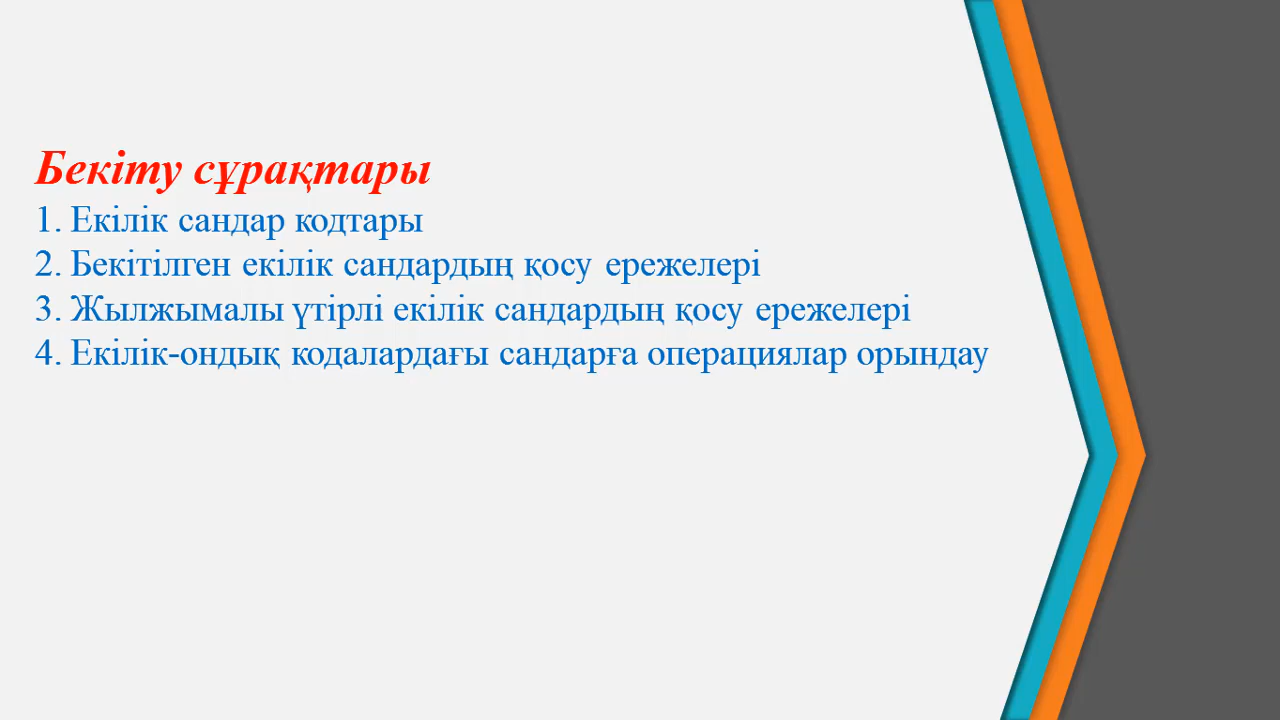 Бекіту сұрақтары
1. Екілік сандар кодтары
2. Бекітілген екілік сандардың қосу ережелері
3. Жылжымалы үтірлі екілік сандардың қосу ережелері
4. Екілік-ондық кодалардағы сандарға операциялар орындау